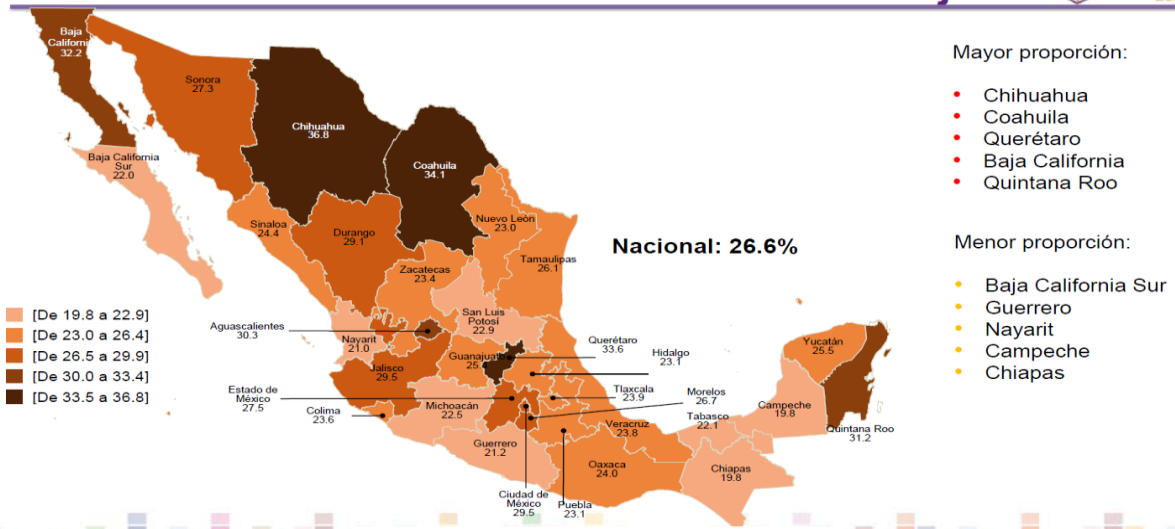 Baja
California
32.2
Sonora
27.3
Chihuahua
36.8
Coahuila
34.1
Baja California
Sur
22.0
Sinaloa
24.4
Durango
29.1
Nuevo León
23.0
Tamaulipas
26.1
Zacatecas
23.4
San Luis
Potosí
22.9
Nacional: 26.6%
Mayor proporción:
• Chihuahua
• Coahuila
• Querétaro
• Baja California
• Quintana Roo
Menor proporción:
• Baja California Sur
• Guerrero
• Nayarit
• Campeche
• Chiapas
[De 19.8 a 22.9]
[De 23.0 a 26.4]
[De 26.5 a 29.9]
[De 30.0 a 33.4]
[De 33.5 a 36.8]
Aguascalientes
30.3
Nayarit
21.0
Jalisco
29.5
Guanajuato
Querétaro
33.6
Hidalgo
23.1
Estado de
México
27.5
Colima
23.6
Michoacán
22.5
Tlaxcala
23.9
Morelos
26.7
Guerrero
21.2
Ciudad de
México
29.5
Puebla
23.1
Veracruz
23.8
Oaxaca
24.0
Tabasco
22.1
Chiapas
19.8
Campeche
19.8
Yucatán
25.5
Quintana Roo
31.2